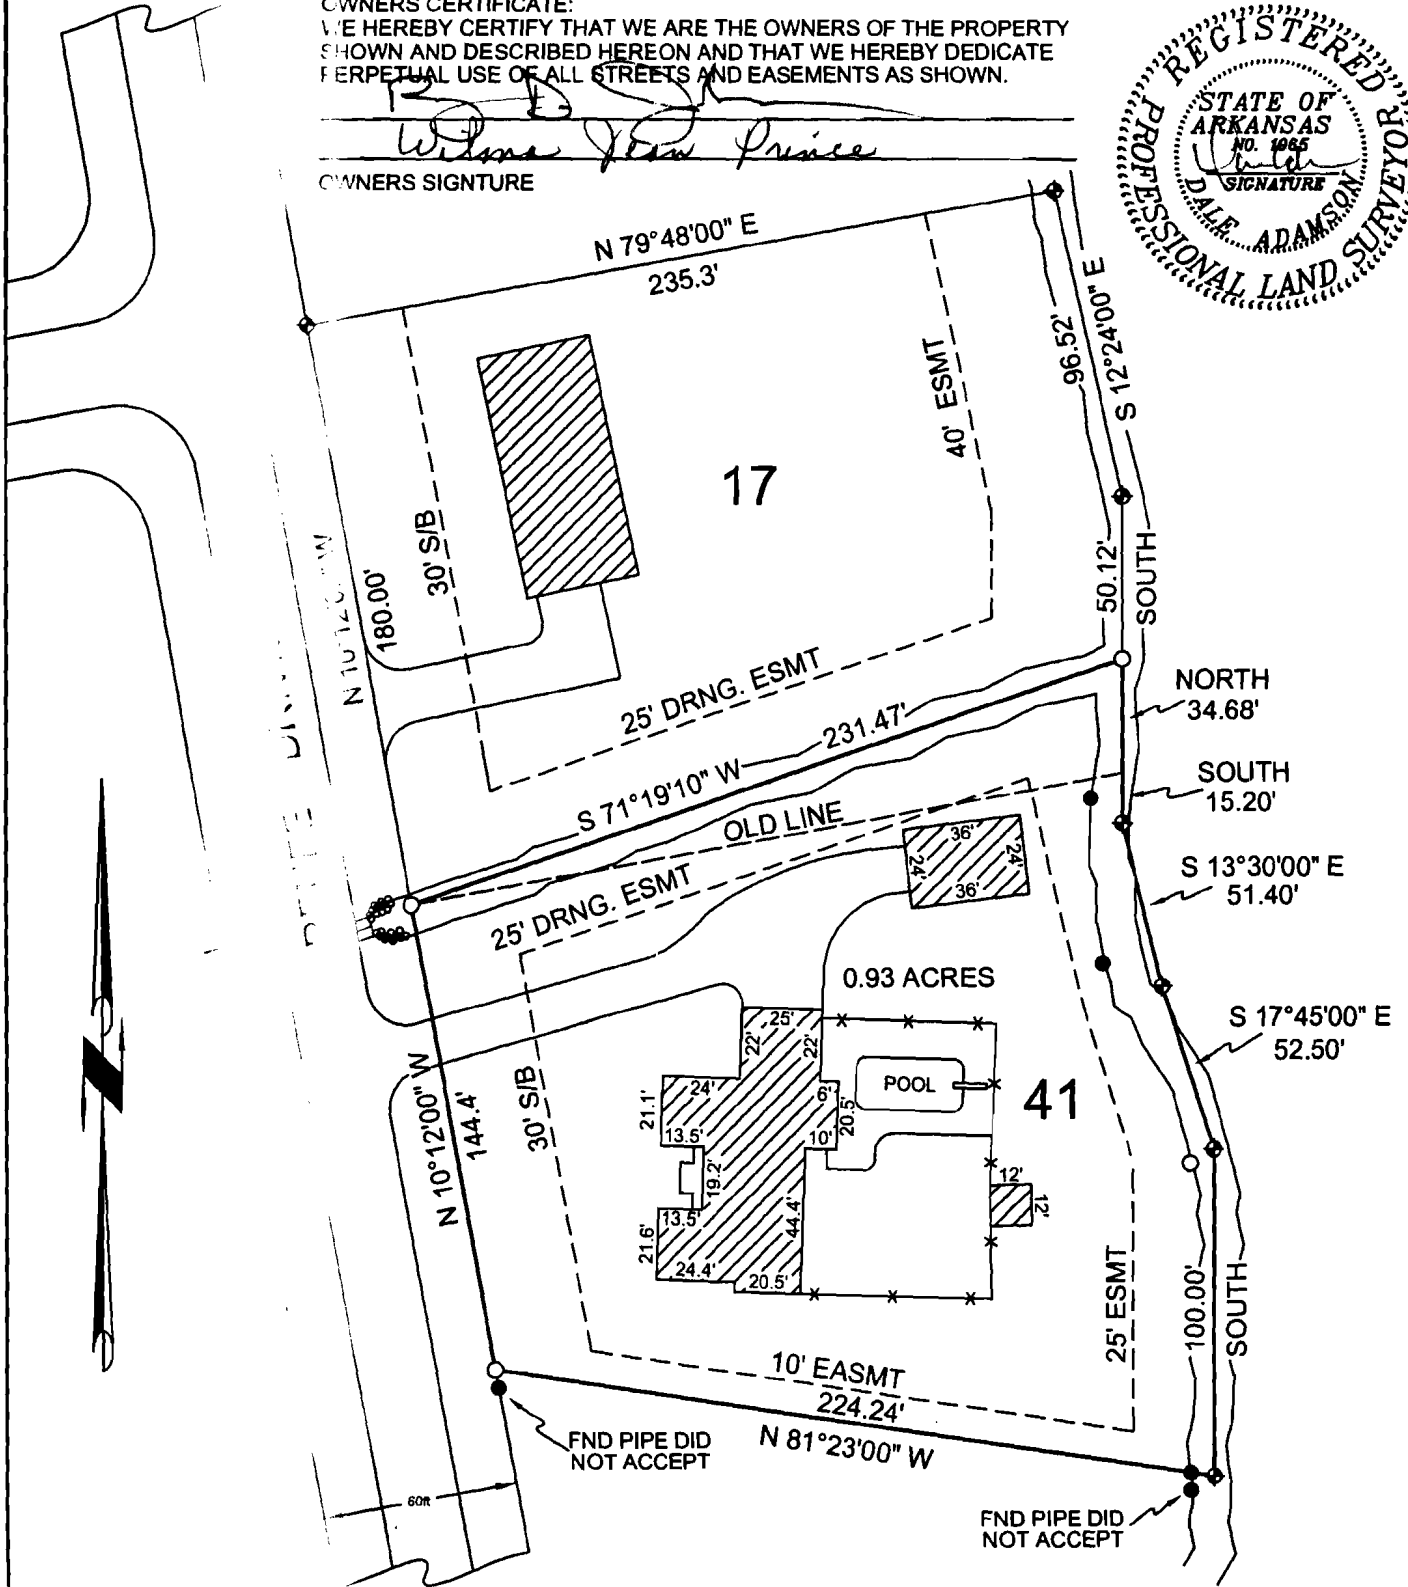 OWNERS CERTIFICATE:
WE HEREBY CERTIFY THAT WE ARE THE OWNERS OF THE PROPERTY
SHOWN AND DESCRIBED HEREON AND THAT WE HEREBY DEDICATE
PERPETUAL USE OF ALL STREETS AND EASEMENTS AS SHOWN.
Wilma Jean Prince
OWNERS SIGNTURE
REGISTERED
PROFESSIONAL LAND SURVEYOR
STATE OF
ARKANSAS
NO. 1965
SIGNATURE
DALE ADAMSON
N 79°48'00" E
235.3'
96.52'
S 12°24'00" E
40' ESMT
17
30' S/B
180.00'
50.12'
SOUTH
25' DRNG. ESMT
NORTH
34.68'
231.47'
S 71°19'10" W
SOUTH
15.20'
OLD LINE
36'
24'
24'
36'
S 13°30'00" E
51.40'
25' DRNG. ESMT
0.93 ACRES
S 17°45'00" E
52.50'
25'
22'
22'
POOL
41
N 10°12'00" W
144.4'
30' S/B
24'
6'
21.1'
20.5'
13.5'
10'
19.2'
12'
12'
13.5'
44.4'
21.6'
24.4'
20.5'
25' ESMT
100.00'
SOUTH
10' EASMT
224.24'
N 81°23'00" W
FND PIPE DID
NOT ACCEPT
60ft
FND PIPE DID
NOT ACCEPT